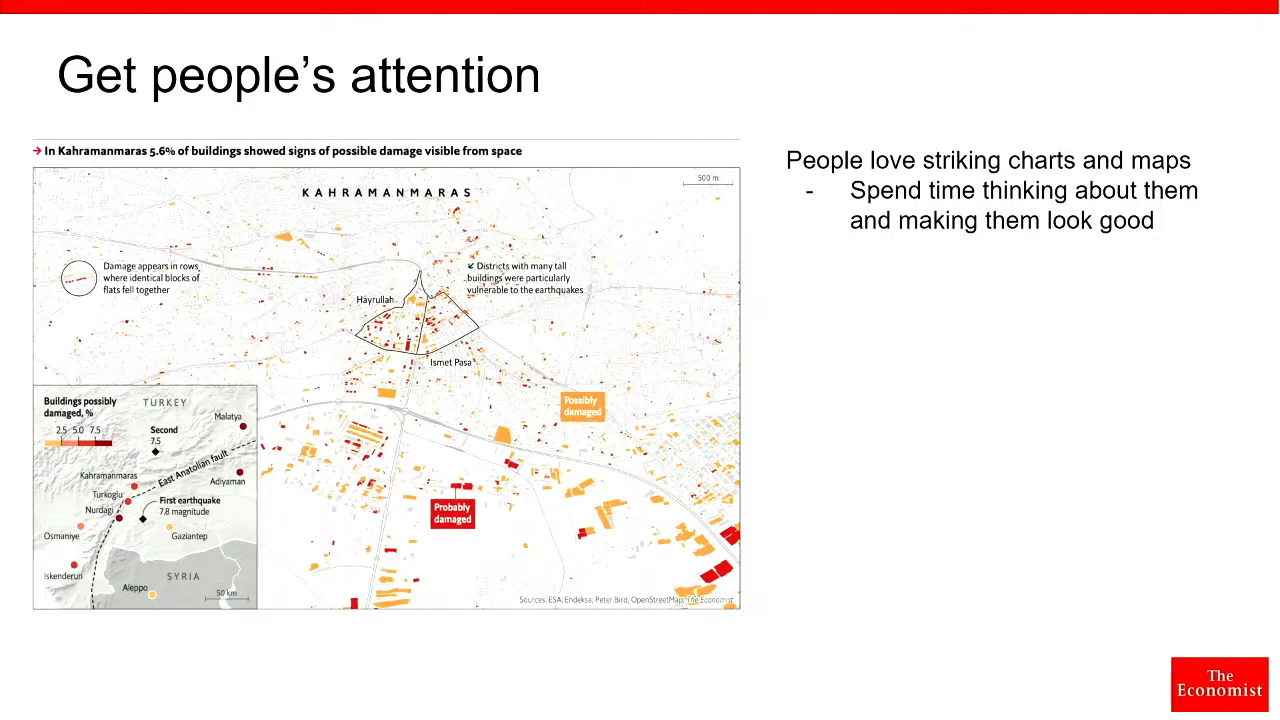 Get people's attention
→ In Kahramanmaras 5.6% of buildings showed signs of possible damage visible from space
500 m
KAHRAMANMARAS
Damage appears in rows,
where identical blocks of
flats fell together
↙ Districts with many tall
buildings were particularly
vulnerable to the earthquakes
Hayrullah
Ismet Pasa
Possibly
damaged
Probably
damaged
Buildings possibly
damaged, %
2.5 5.0 7.5
TURKEY
Malatya
Second
7.5
East Anatolian fault
Kahramanmaras
Adiyaman
Turkoglu
First earthquake
7.8 magnitude
Nurdagi
Osmaniye
Gaziantep
Iskenderun
SYRIA
Aleppo
50 km
Sources: ESA; Endeksa; Peter Bird; OpenStreetMap; The Economist
People love striking charts and maps
- Spend time thinking about them
and making them look good
The
Economist